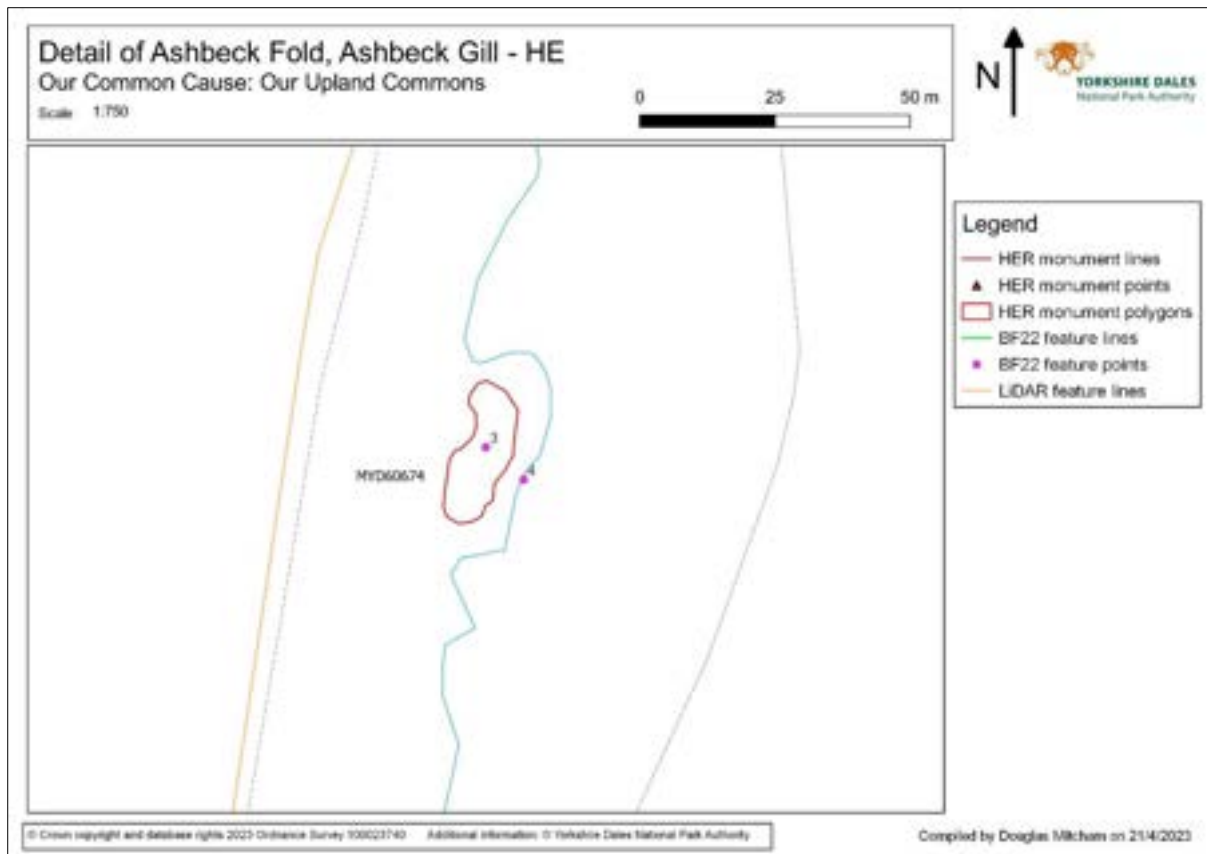 Detail of Ashbeck Fold, Ashbeck Gill - HE
Our Common Cause: Our Upland Commons
Scale 1:750
0 25 50 m
N
YORKSHIRE DALES
National Park Authority
Legend
HER monument lines
HER monument points
HER monument polygons
BF22 feature lines
BF22 feature points
LiDAR feature lines
3
4
MYD60674
© Crown copyright and database rights 2023 Ordnance Survey 100023740 Additional information: © Yorkshire Dales National Park Authority
Compiled by Douglas Mitcham on 21/4/2023